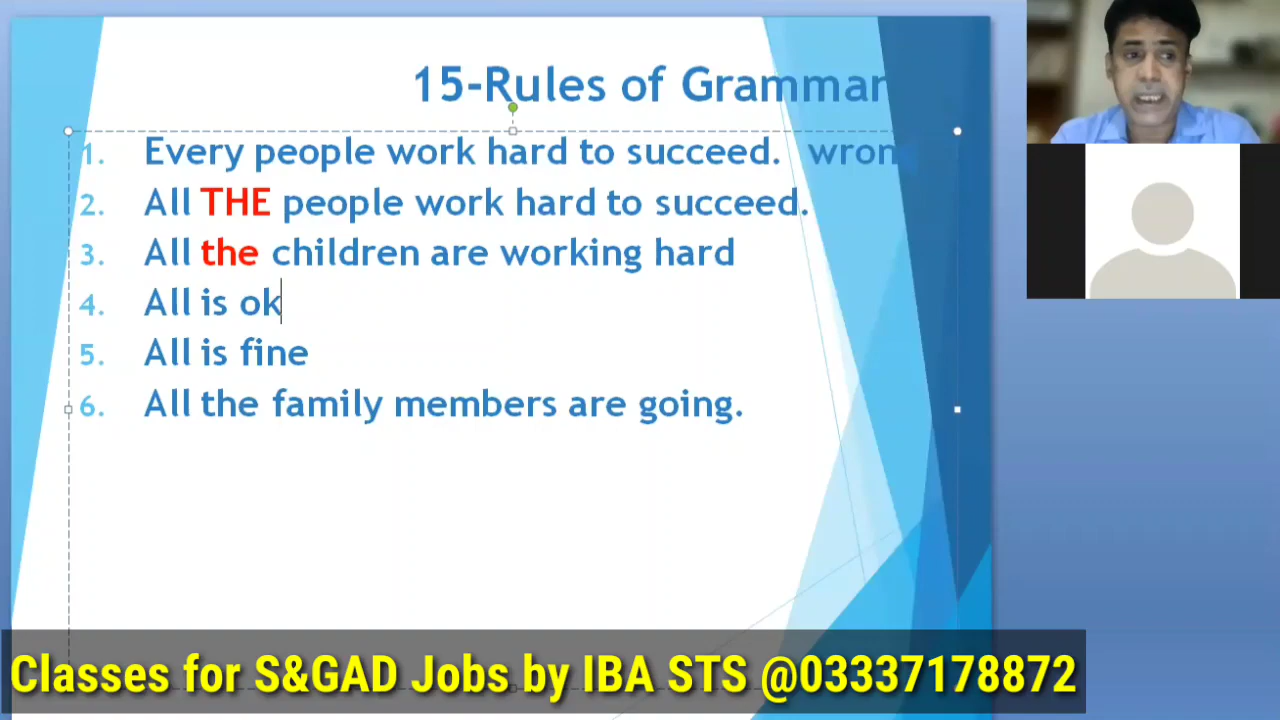 15-Rules of Grammar
1. Every people work hard to succeed. wrong
2. All THE people work hard to succeed.
3. All the children are working hard
4. All is ok
5. All is fine
6. All the family members are going.
Classes for S&GAD Jobs by IBA STS @03337178872